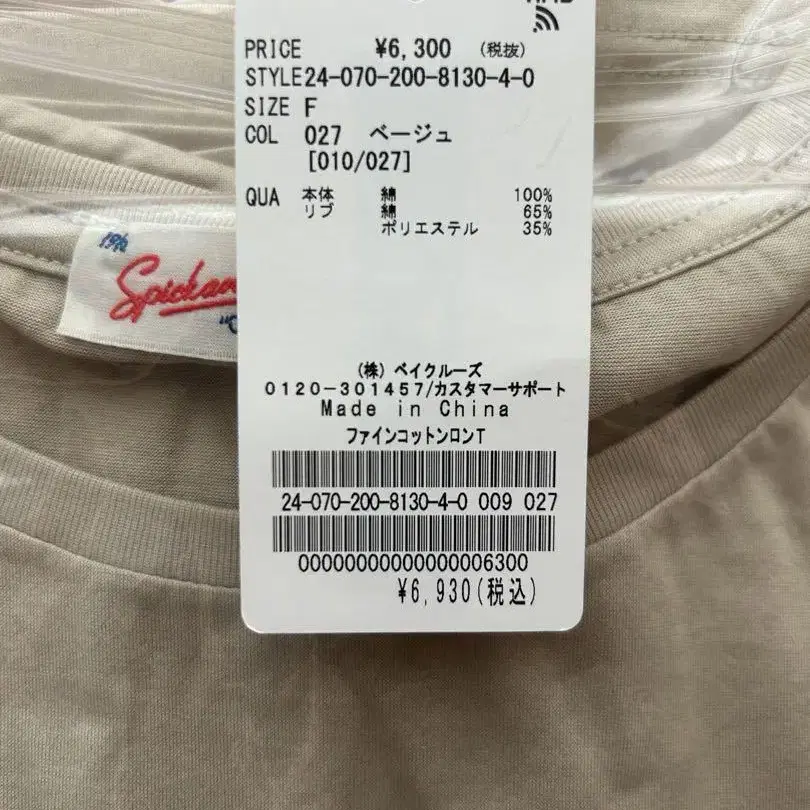 PRICE ¥6,300 (税抜)
STYLE 24-070-200-8130-4-0
SIZE F
COL 027 ベージュ
[010/027]
QUA 本体 綿 100%
リブ 綿 65%
ポリエステル 35%
(株) ベイクルーズ
0120-301457/カスタマーサポート
Made in China
ファインコットンロンT
24-070-200-8130-4-0 009 027
00000000000000006300
¥6,930(税込)